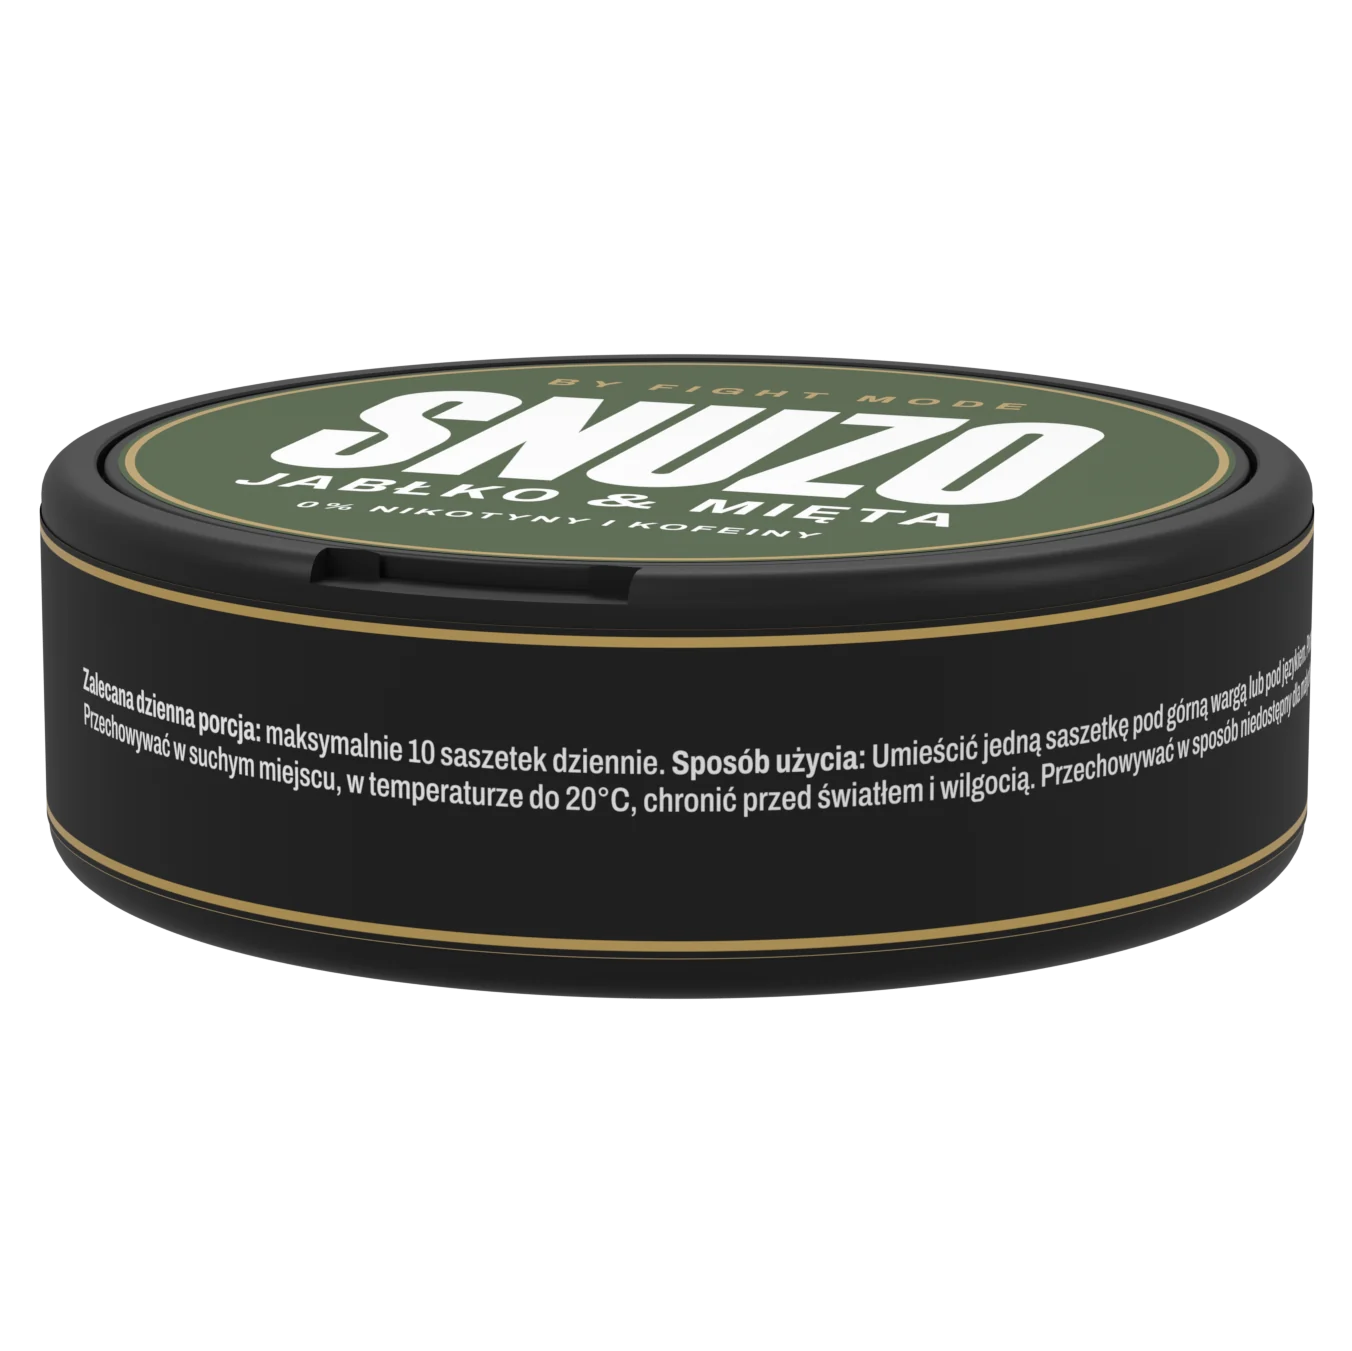 BY FIGHT MODE
SNUZO
JABŁKO & MIĘTA
0% NIKOTYNY I KOFEINY
Zalecana dzienna porcja: maksymalnie 10 saszetek dziennie. Sposób użycia: Umieścić jedną saszetkę pod górną wargą lub pod językiem.
Przechowywać w suchym miejscu, w temperaturze do 20°C, chronić przed światłem i wilgocią. Przechowywać w sposób niedostępny dla